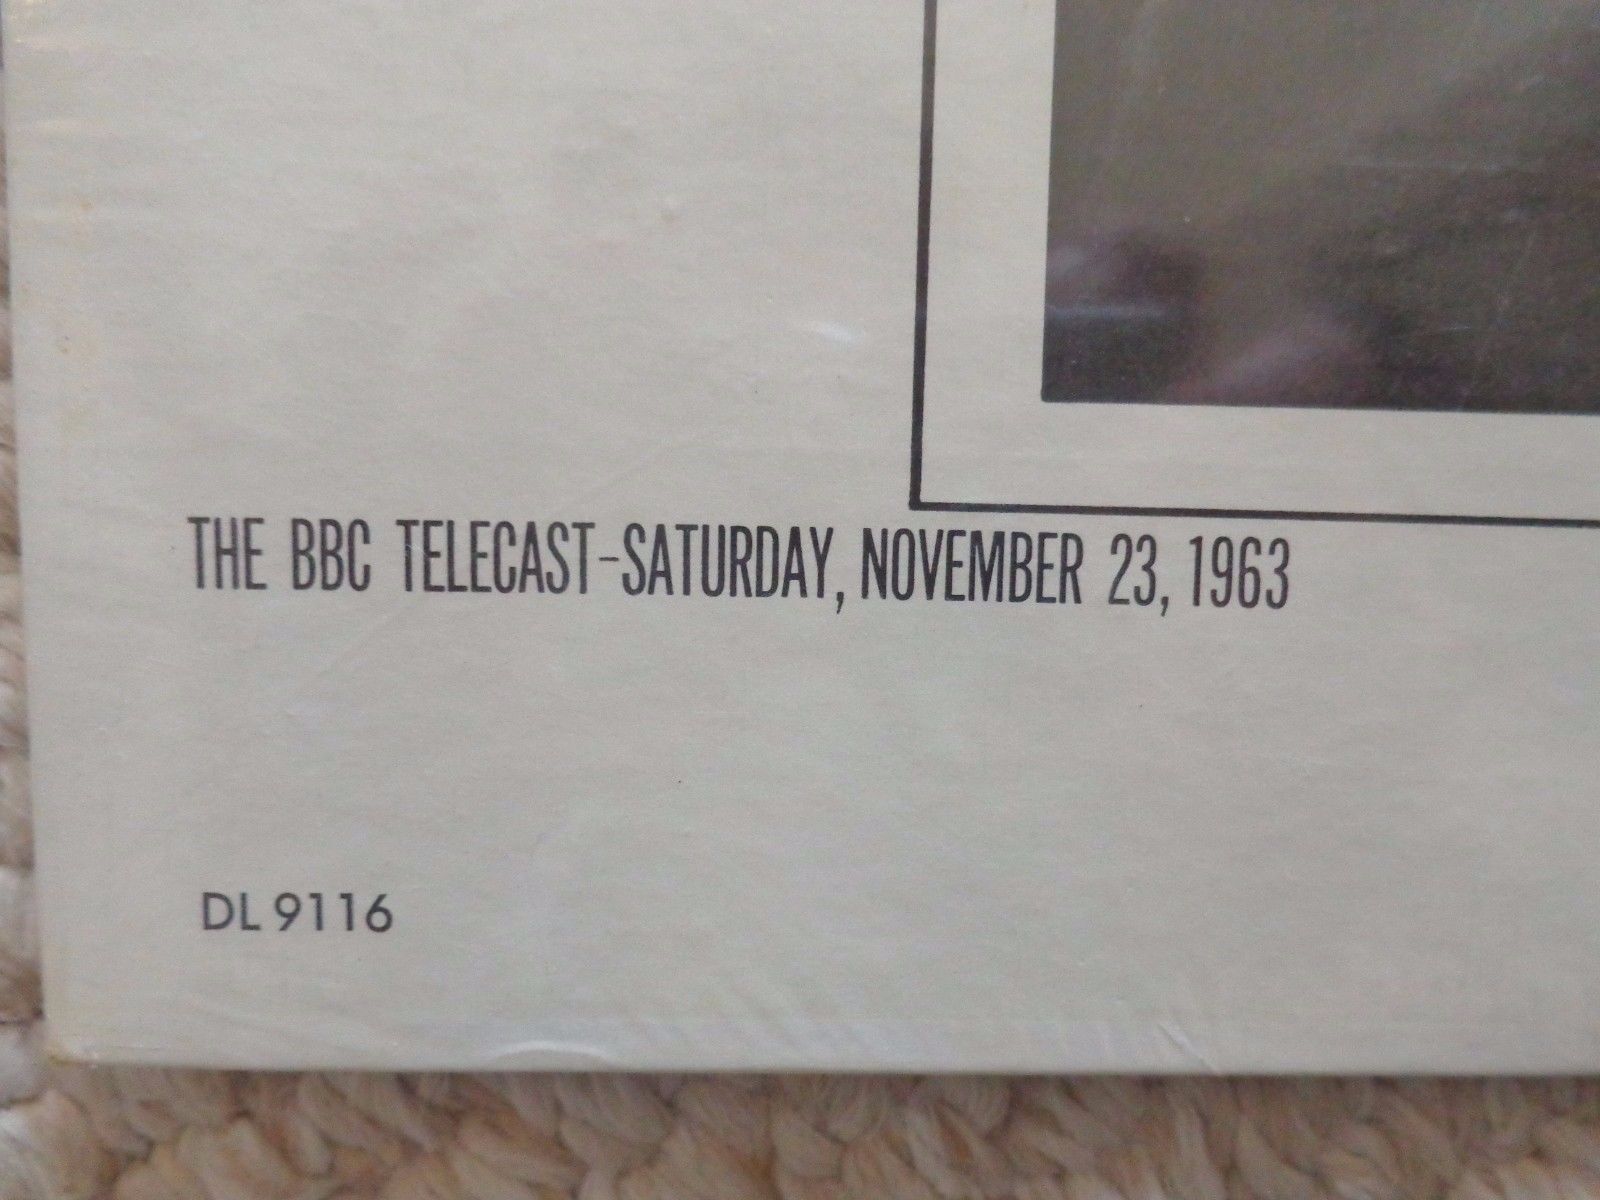 THE BBC TELECAST-SATURDAY, NOVEMBER 23, 1963
DL 9116